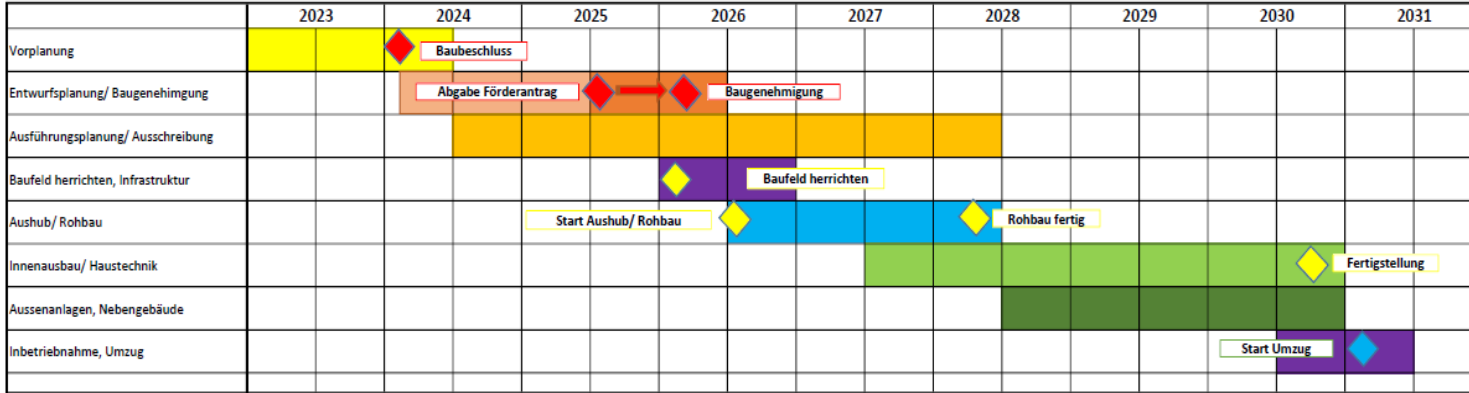 2023 2024 2025 2026 2027 2028 2029 2030 2031
Vorplanung Baubeschluss
Entwurfsplanung/ Baugenehimgung Abgabe Förderantrag Baugenehmigung
Ausführungsplanung/ Ausschreibung
Baufeld herrichten, Infrastruktur Baufeld herrichten
Aushub/ Rohbau Start Aushub/ Rohbau Rohbau fertig
Innenausbau/ Haustechnik Fertigstellung
Aussenanlagen, Nebengebäude
Inbetriebnahme, Umzug Start Umzug